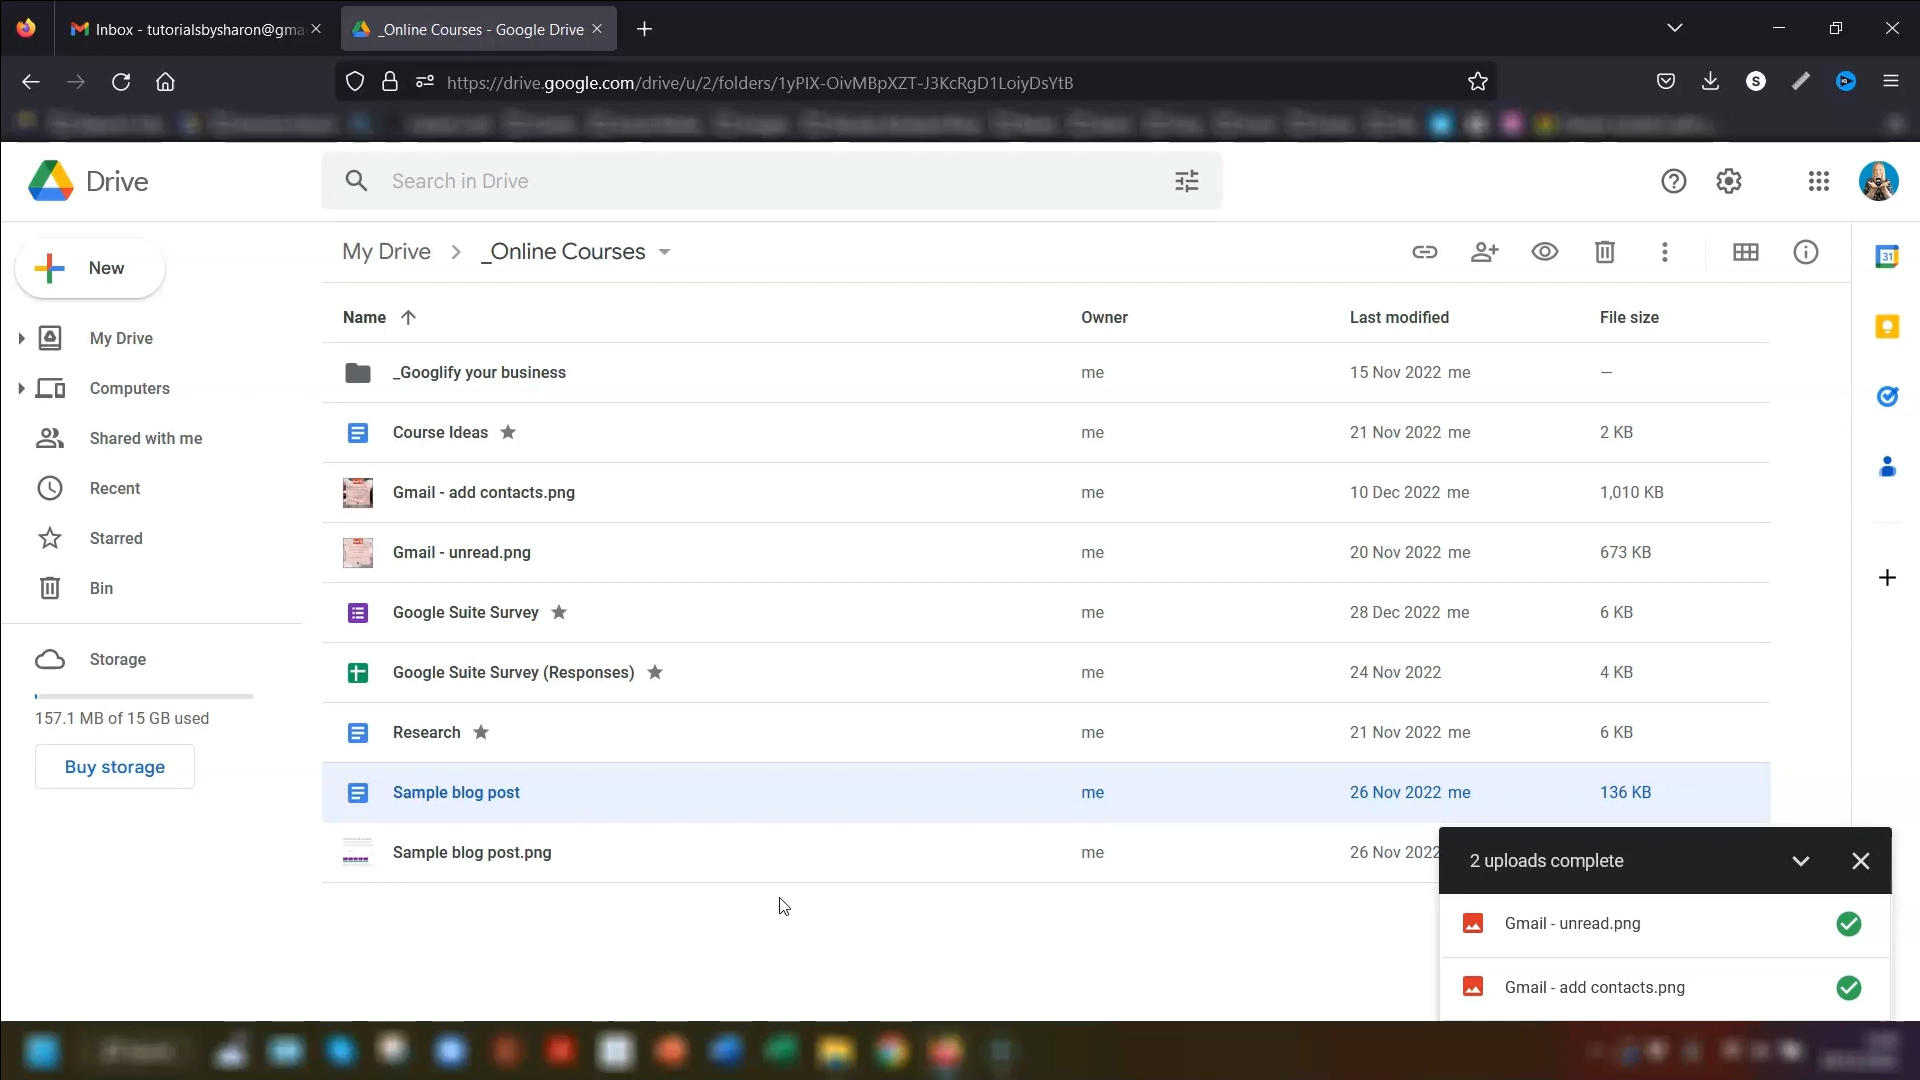 Inbox - tutorialsbysharon@gma
_Online Courses - Google Drive
https://drive.google.com/drive/u/2/folders/1yPIX-OivMBpXZT-J3KcRgD1LoiyDsYtB
Drive
Search in Drive
New
My Drive
Computers
Shared with me
Recent
Starred
Bin
Storage
157.1 MB of 15 GB used
Buy storage
My Drive > _Online Courses
Name Owner Last modified File size
_Googlify your business me 15 Nov 2022 me —
Course Ideas me 21 Nov 2022 me 2 KB
Gmail - add contacts.png me 10 Dec 2022 me 1,010 KB
Gmail - unread.png me 20 Nov 2022 me 673 KB
Google Suite Survey me 28 Dec 2022 me 6 KB
Google Suite Survey (Responses) me 24 Nov 2022 4 KB
Research me 21 Nov 2022 me 6 KB
Sample blog post me 26 Nov 2022 me 136 KB
Sample blog post.png me 26 Nov 2022
2 uploads complete
Gmail - unread.png
Gmail - add contacts.png
31
S